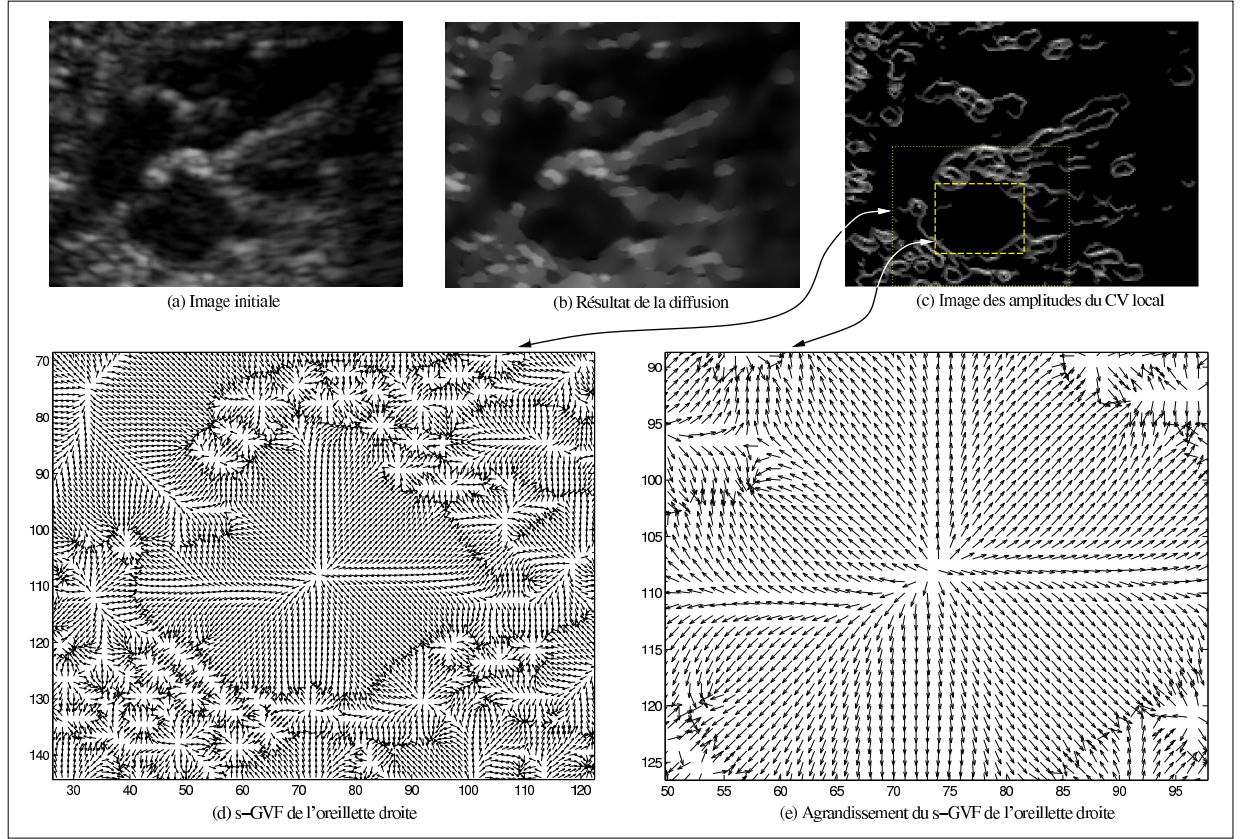 (a) Image initiale
(b) Résultat de la diffusion
(c) Image des amplitudes du CV local
70
80
90
100
110
120
130
140
30 40 50 60 70 80 90 100 110 120
(d) s−GVF de l'oreillette droite
90
95
100
105
110
115
120
125
50 55 60 65 70 75 80 85 90 95
(e) Agrandissement du s−GVF de l'oreillette droite